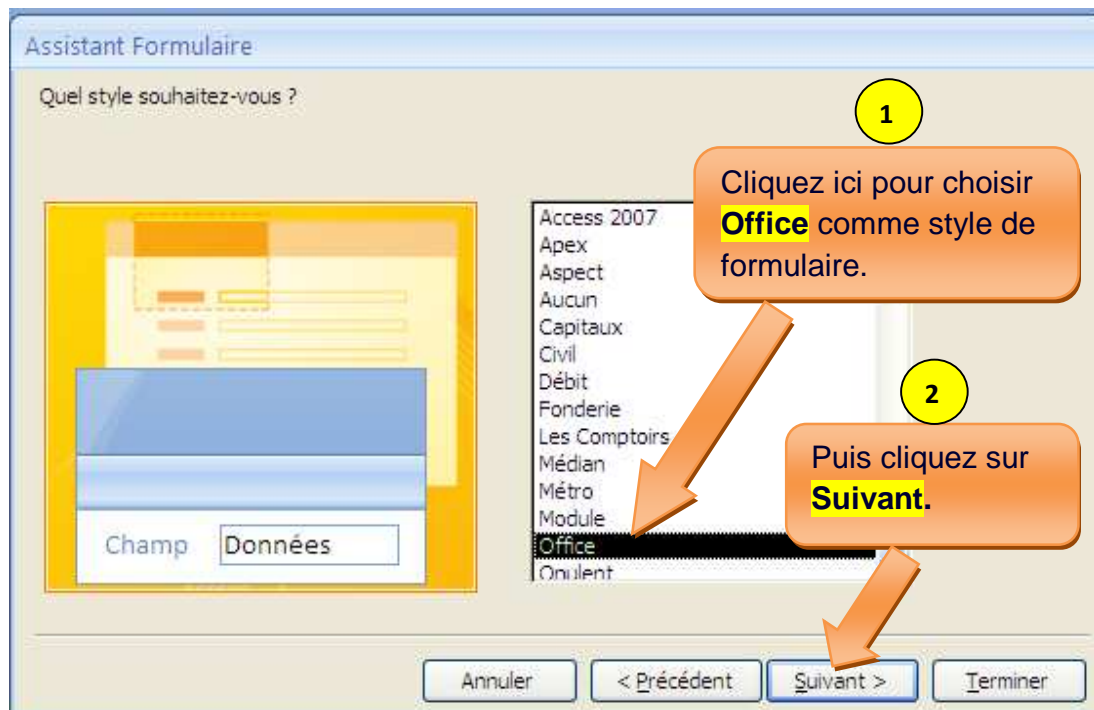 Assistant Formulaire
Quel style souhaitez-vous ?
1
Cliquez ici pour choisir
Office comme style de
formulaire.
Access 2007
Apex
Aspect
Aucun
Capitaux
Civil
Débit
Fonderie
Les Comptoirs
Médian
Métro
Module
Office
Opulent
2
Puis cliquez sur
Suivant.
Champ Données
Annuler
< Précédent
Suivant >
Terminer